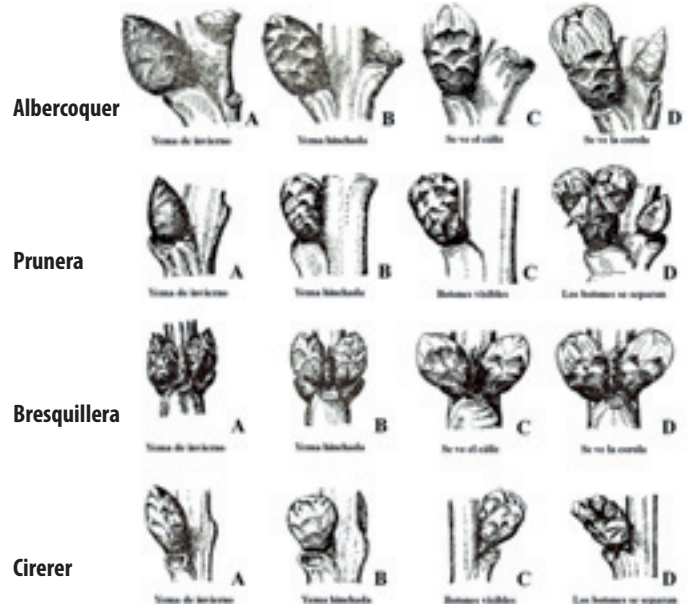 Albercoquer
A B C D
Yema de invierno Yema hinchada Se ve el cáliz Se ve la corola
Prunera
A B C D
Yema de invierno Yema hinchada Botones visibles Los botones se separan
Bresquillera
A B C D
Yema de invierno Yema hinchada Se ve el cáliz Se ve la corola
Cirerer
A B C D
Yema de invierno Yema hinchada Botones visibles Los botones se separan